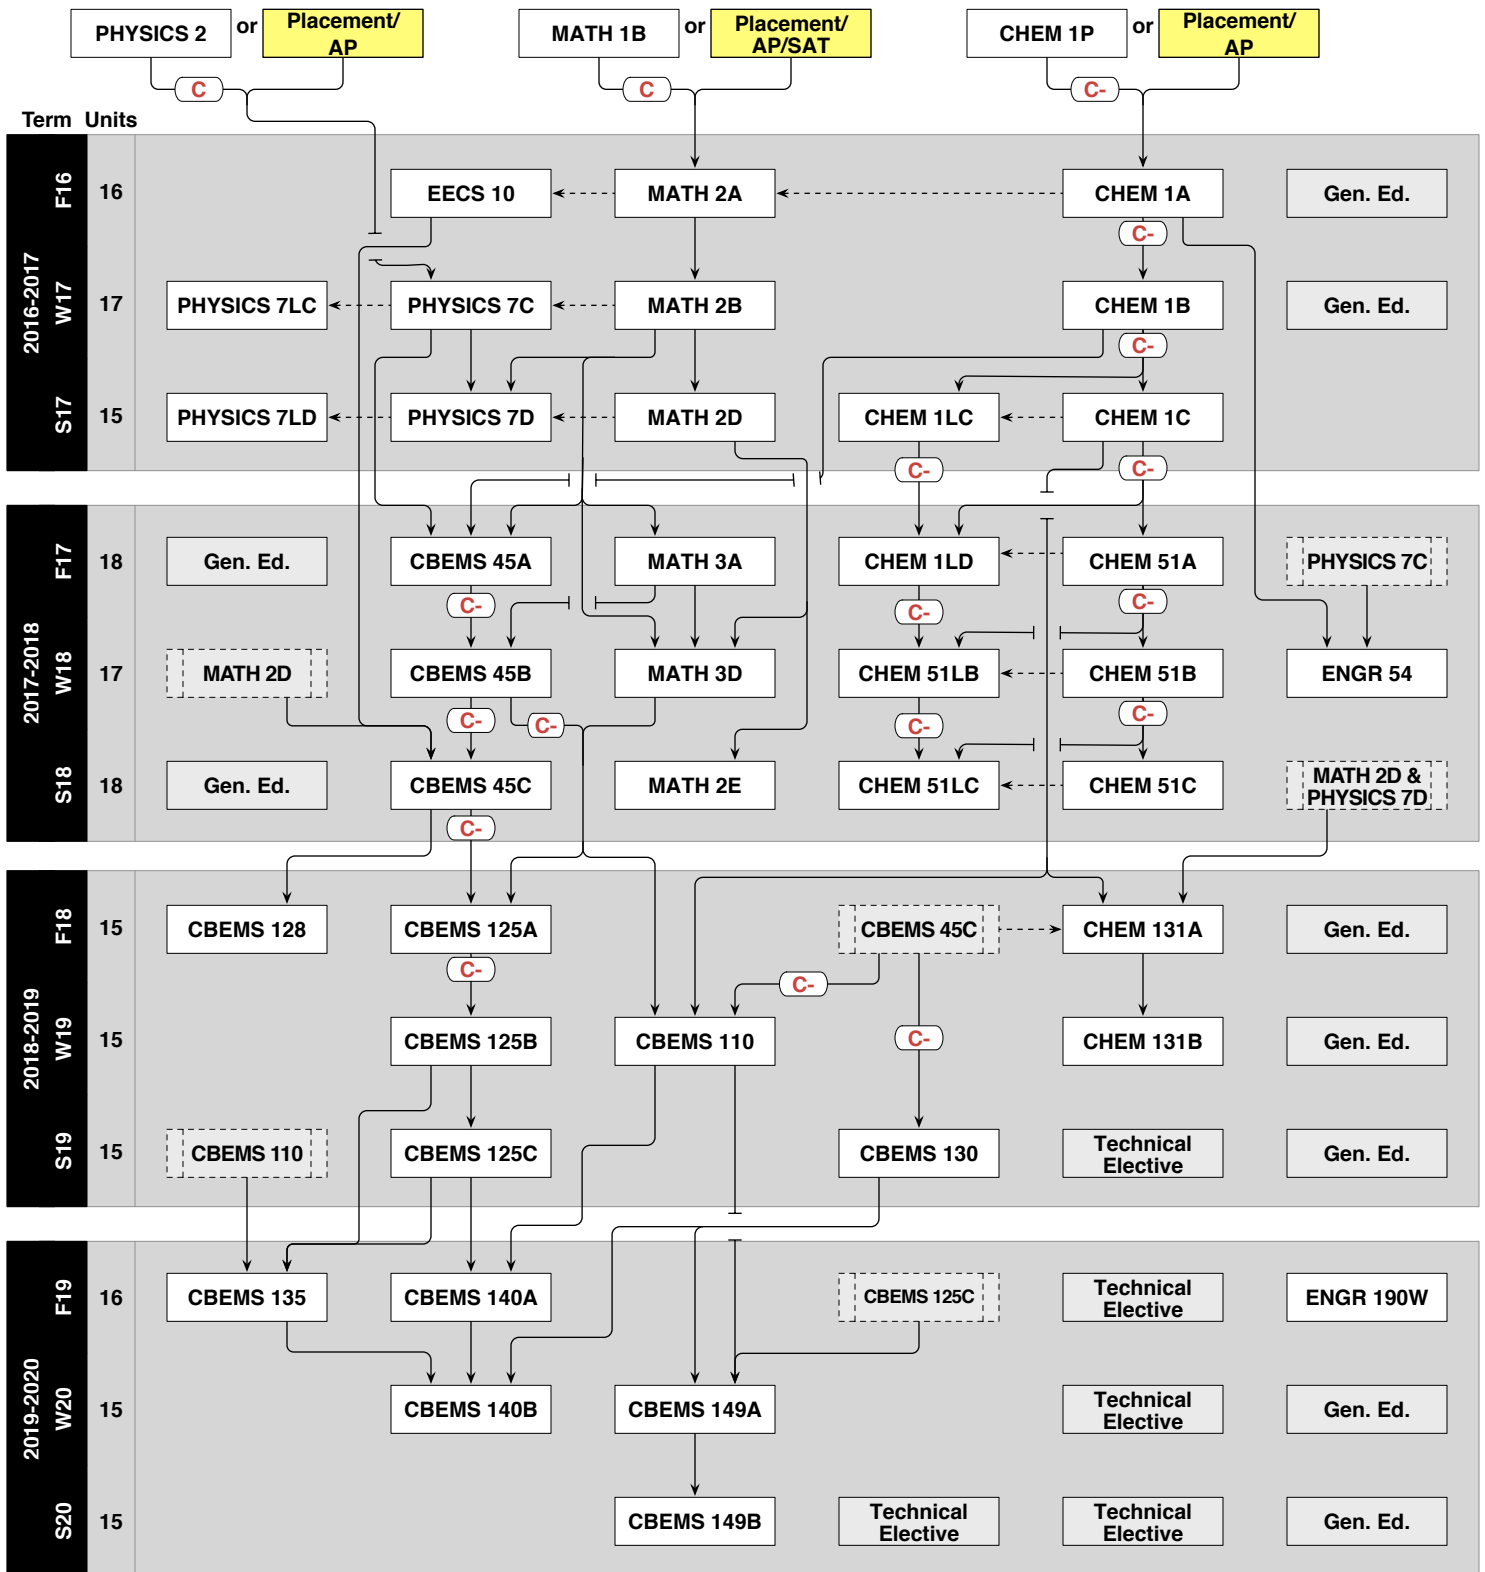 PHYSICS 2 or Placement/
AP
MATH 1B or Placement/
AP/SAT
CHEM 1P or Placement/
AP
C C C-
Term Units
2016-2017
F16 16 EECS 10 MATH 2A CHEM 1A Gen. Ed.
C-
W17 17 PHYSICS 7LC PHYSICS 7C MATH 2B CHEM 1B Gen. Ed.
C-
S17 15 PHYSICS 7LD PHYSICS 7D MATH 2D CHEM 1LC CHEM 1C
C- C-
2017-2018
F17 18 Gen. Ed. CBEMS 45A MATH 3A CHEM 1LD CHEM 51A PHYSICS 7C
C- C- C-
W18 17 MATH 2D CBEMS 45B MATH 3D CHEM 51LB CHEM 51B ENGR 54
C- C- C- C-
S18 18 Gen. Ed. CBEMS 45C MATH 2E CHEM 51LC CHEM 51C MATH 2D &
PHYSICS 7D
C-
2018-2019
F18 15 CBEMS 128 CBEMS 125A CBEMS 45C CHEM 131A Gen. Ed.
C- C-
W19 15 CBEMS 125B CBEMS 110 C- CHEM 131B Gen. Ed.
S19 15 CBEMS 110 CBEMS 125C CBEMS 130 Technical
Elective
Gen. Ed.
2019-2020
F19 16 CBEMS 135 CBEMS 140A CBEMS 125C Technical
Elective
ENGR 190W
W20 15 CBEMS 140B CBEMS 149A Technical
Elective
Gen. Ed.
S20 15 CBEMS 149B Technical
Elective
Technical
Elective
Gen. Ed.